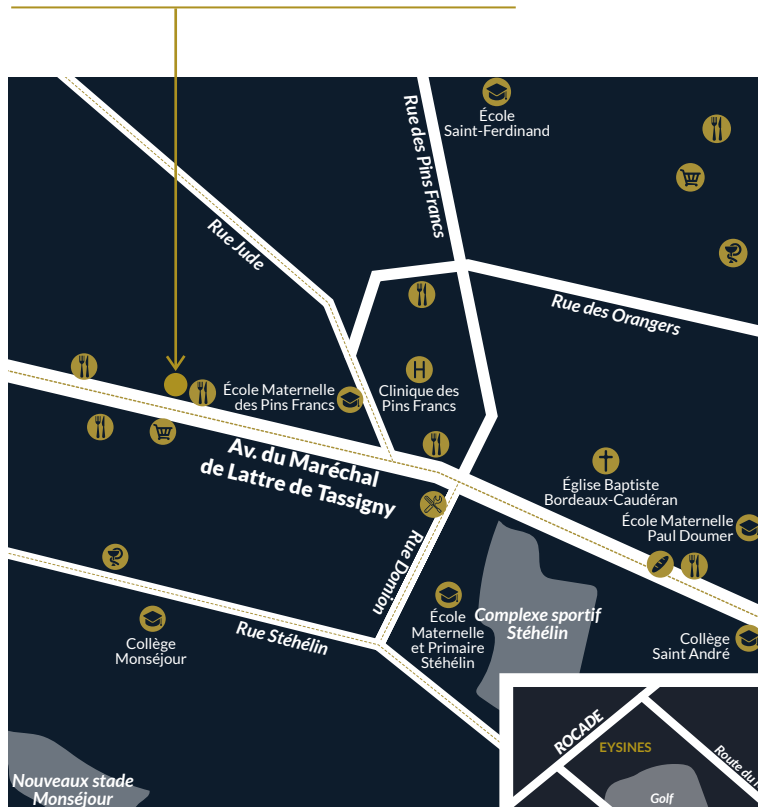 École
Saint-Ferdinand
Rue des Pins Francs
Rue Jude
Rue des Orangers
École Maternelle
des Pins Francs
H
Clinique des
Pins Francs
Av. du Maréchal
de Lattre de Tassigny
Église Baptiste
Bordeaux-Caudéran
École Maternelle
Paul Doumer
Rue Domion
Rue Stéhélin
Collège
Monséjour
École
Maternelle
et Primaire
Stéhélin
Complexe sportif
Stéhélin
Collège
Saint André
ROCADE
EYSINES
Route du
Golf
Nouveaux stade
Monséjour